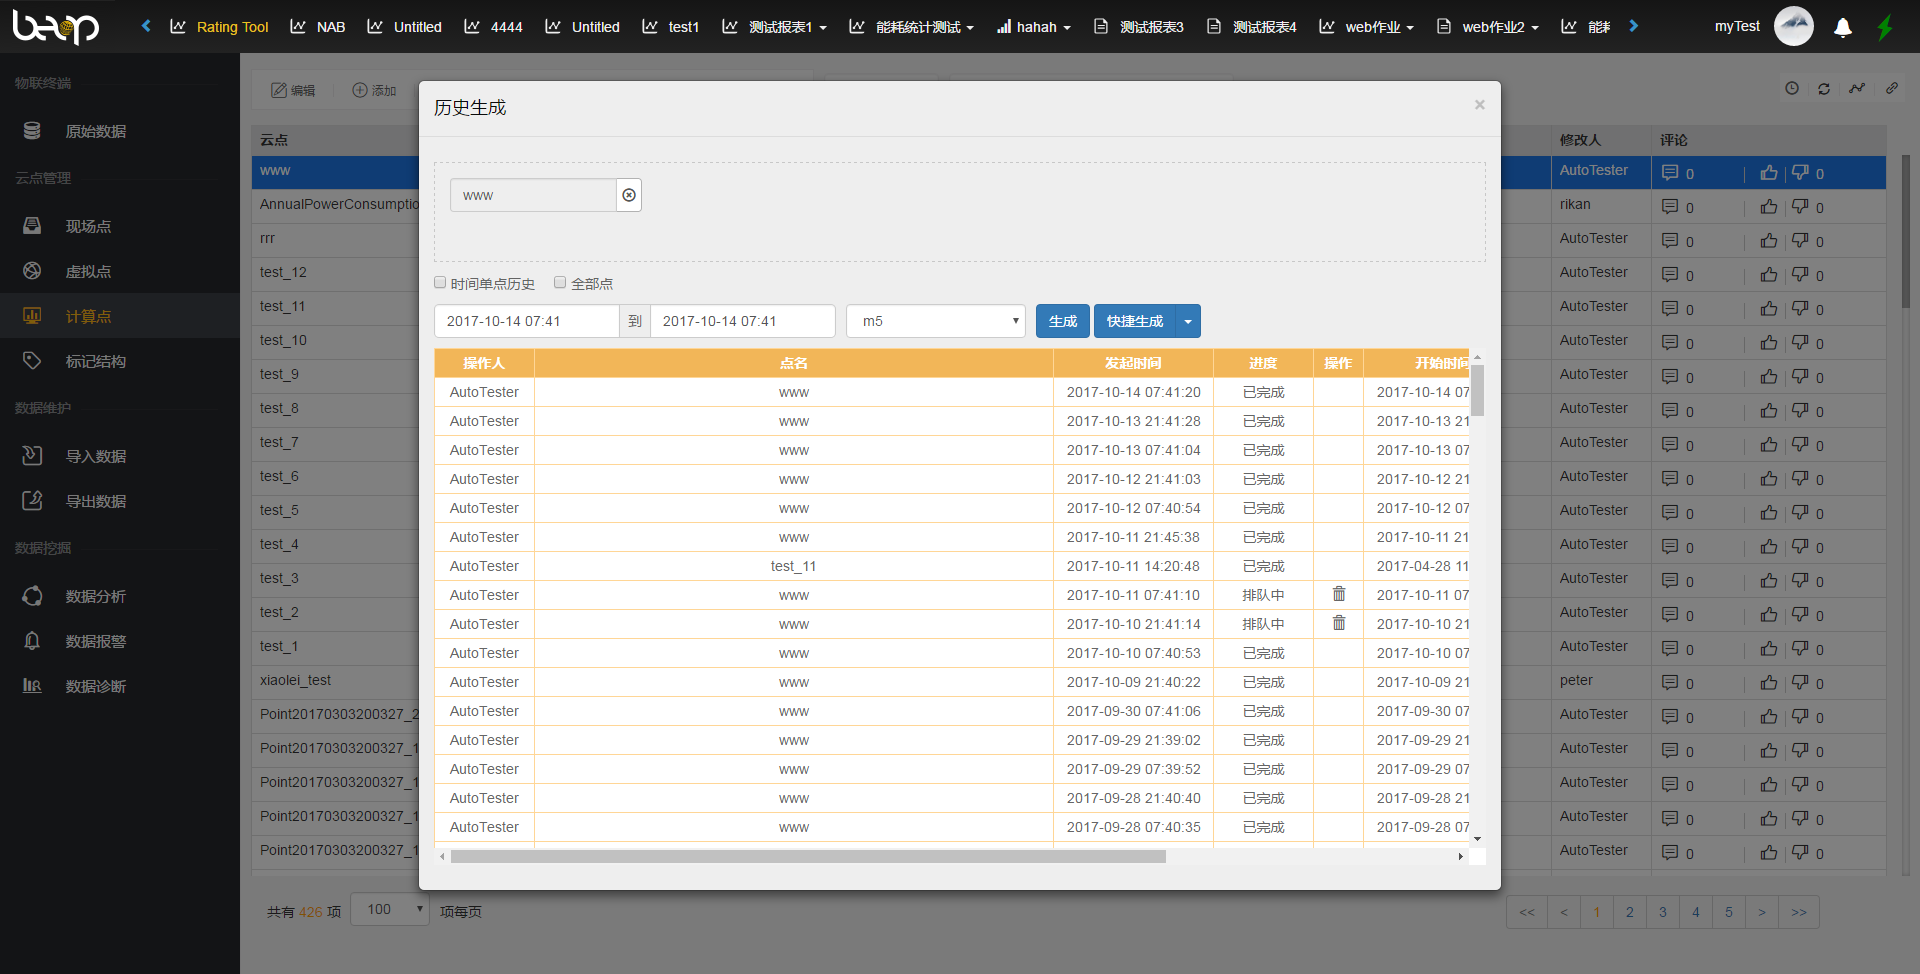 beop Rating Tool NAB Untitled 4444 Untitled test1 测试报表1 能耗统计测试 hahah 测试报表3 测试报表4 web作业 web作业2 myTest
物联终端
原始数据
云点管理
现场点
虚拟点
计算点
标记结构
数据维护
导入数据
导出数据
数据挖掘
数据分析
数据报警
数据诊断
编辑 添加
云点 修改人 评论
www AutoTester 0 0
AnnualPowerConsumptio rikan 0 0
rrr AutoTester 0 0
test_12 AutoTester 0 0
test_11 AutoTester 0 0
test_10 AutoTester 0 0
test_9 AutoTester 0 0
test_8 AutoTester 0 0
test_7 AutoTester 0 0
test_6 AutoTester 0 0
test_5 AutoTester 0 0
test_4 AutoTester 0 0
test_3 AutoTester 0 0
test_2 AutoTester 0 0
test_1 AutoTester 0 0
xiaolei_test peter 0 0
Point20170303200327_2 AutoTester 0 0
Point20170303200327_1 AutoTester 0 0
Point20170303200327_1 AutoTester 0 0
Point20170303200327_1 AutoTester 0 0
Point20170303200327_1 AutoTester 0 0
共有 426 项 100 项每页
<< < 1 2 3 4 5 > >>
历史生成 ×
www
时间单点历史 全部点
2017-10-14 07:41 到 2017-10-14 07:41 m5 生成 快捷生成
操作人 点名 发起时间 进度 操作 开始时间
AutoTester www 2017-10-14 07:41:20 已完成 2017-10-14 07
AutoTester www 2017-10-13 21:41:28 已完成 2017-10-13 21
AutoTester www 2017-10-13 07:41:04 已完成 2017-10-13 07
AutoTester www 2017-10-12 21:41:03 已完成 2017-10-12 21
AutoTester www 2017-10-12 07:40:54 已完成 2017-10-12 07
AutoTester www 2017-10-11 21:45:38 已完成 2017-10-11 21
AutoTester test_11 2017-10-11 14:20:48 已完成 2017-04-28 11
AutoTester www 2017-10-11 07:41:10 排队中 2017-10-11 07
AutoTester www 2017-10-10 21:41:14 排队中 2017-10-10 21
AutoTester www 2017-10-10 07:40:53 已完成 2017-10-10 07
AutoTester www 2017-10-09 21:40:22 已完成 2017-10-09 21
AutoTester www 2017-09-30 07:41:06 已完成 2017-09-30 07
AutoTester www 2017-09-29 21:39:02 已完成 2017-09-29 21
AutoTester www 2017-09-29 07:39:52 已完成 2017-09-29 07
AutoTester www 2017-09-28 21:40:40 已完成 2017-09-28 21
AutoTester www 2017-09-28 07:40:35 已完成 2017-09-28 07